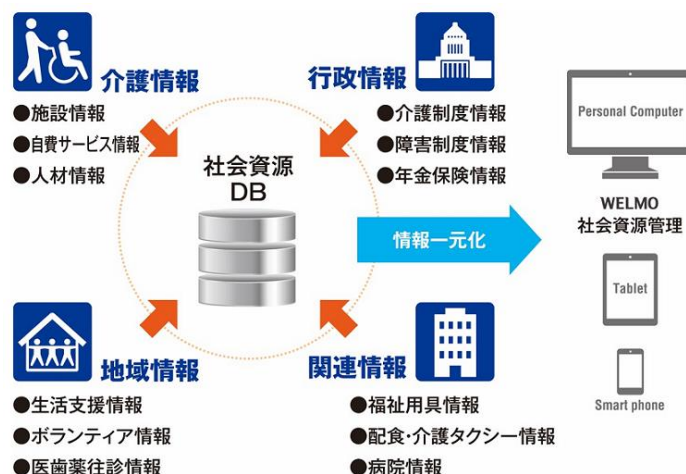 介護情報
●施設情報
●自費サービス情報
●人材情報
行政情報
●介護制度情報
●障害制度情報
●年金保険情報
社会資源
DB
情報一元化
地域情報
●生活支援情報
●ボランティア情報
●医歯薬往診情報
関連情報
●福祉用具情報
●配食・介護タクシー情報
●病院情報
Personal Computer
WELMO
社会資源管理
Tablet
Smart phone